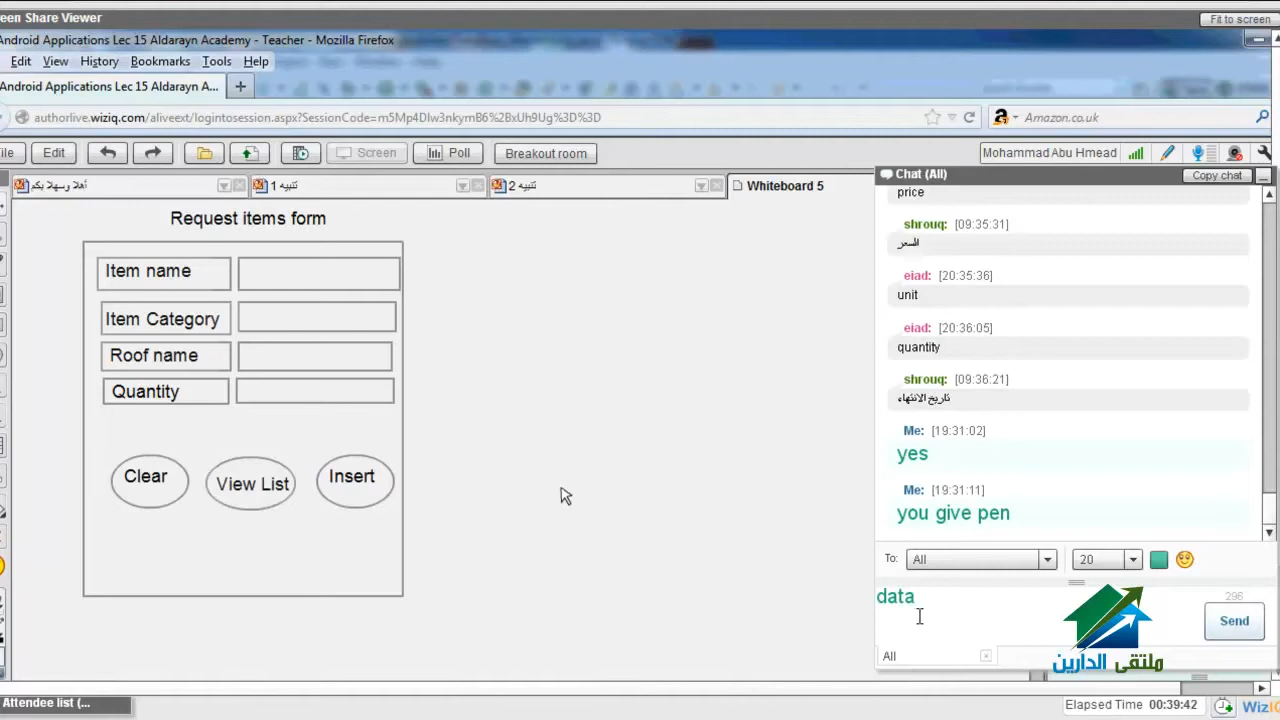 een Share Viewer
Fit to screen
Android Applications Lec 15 Aldarayn Academy - Teacher - Mozilla Firefox
Edit View History Bookmarks Tools Help
Android Applications Lec 15 Aldarayn A...
authorlive.wiziq.com/aliveext/logintosession.aspx?SessionCode=m5Mp4DIw3nkymB6%2BxUh9Ug%3D%3D
Amazon.co.uk
ile Edit Screen Poll Breakout room
Mohammad Abu Hmead
أهلا وسهلا بكم
تنبيه 1
تنبيه 2
Whiteboard 5
Request items form
Item name
Item Category
Roof name
Quantity
Clear
View List
Insert
Chat (All)
Copy chat
price
shrouq: [09:35:31]
السعر
eiad: [20:35:36]
unit
eiad: [20:36:05]
quantity
shrouq: [09:36:21]
تاريخ الانتهاء
Me: [19:31:02]
yes
Me: [19:31:11]
you give pen
To: All 20
data
296
Send
All
ملتقى الدارين
Attendee list (...
Elapsed Time 00:39:42
WizI